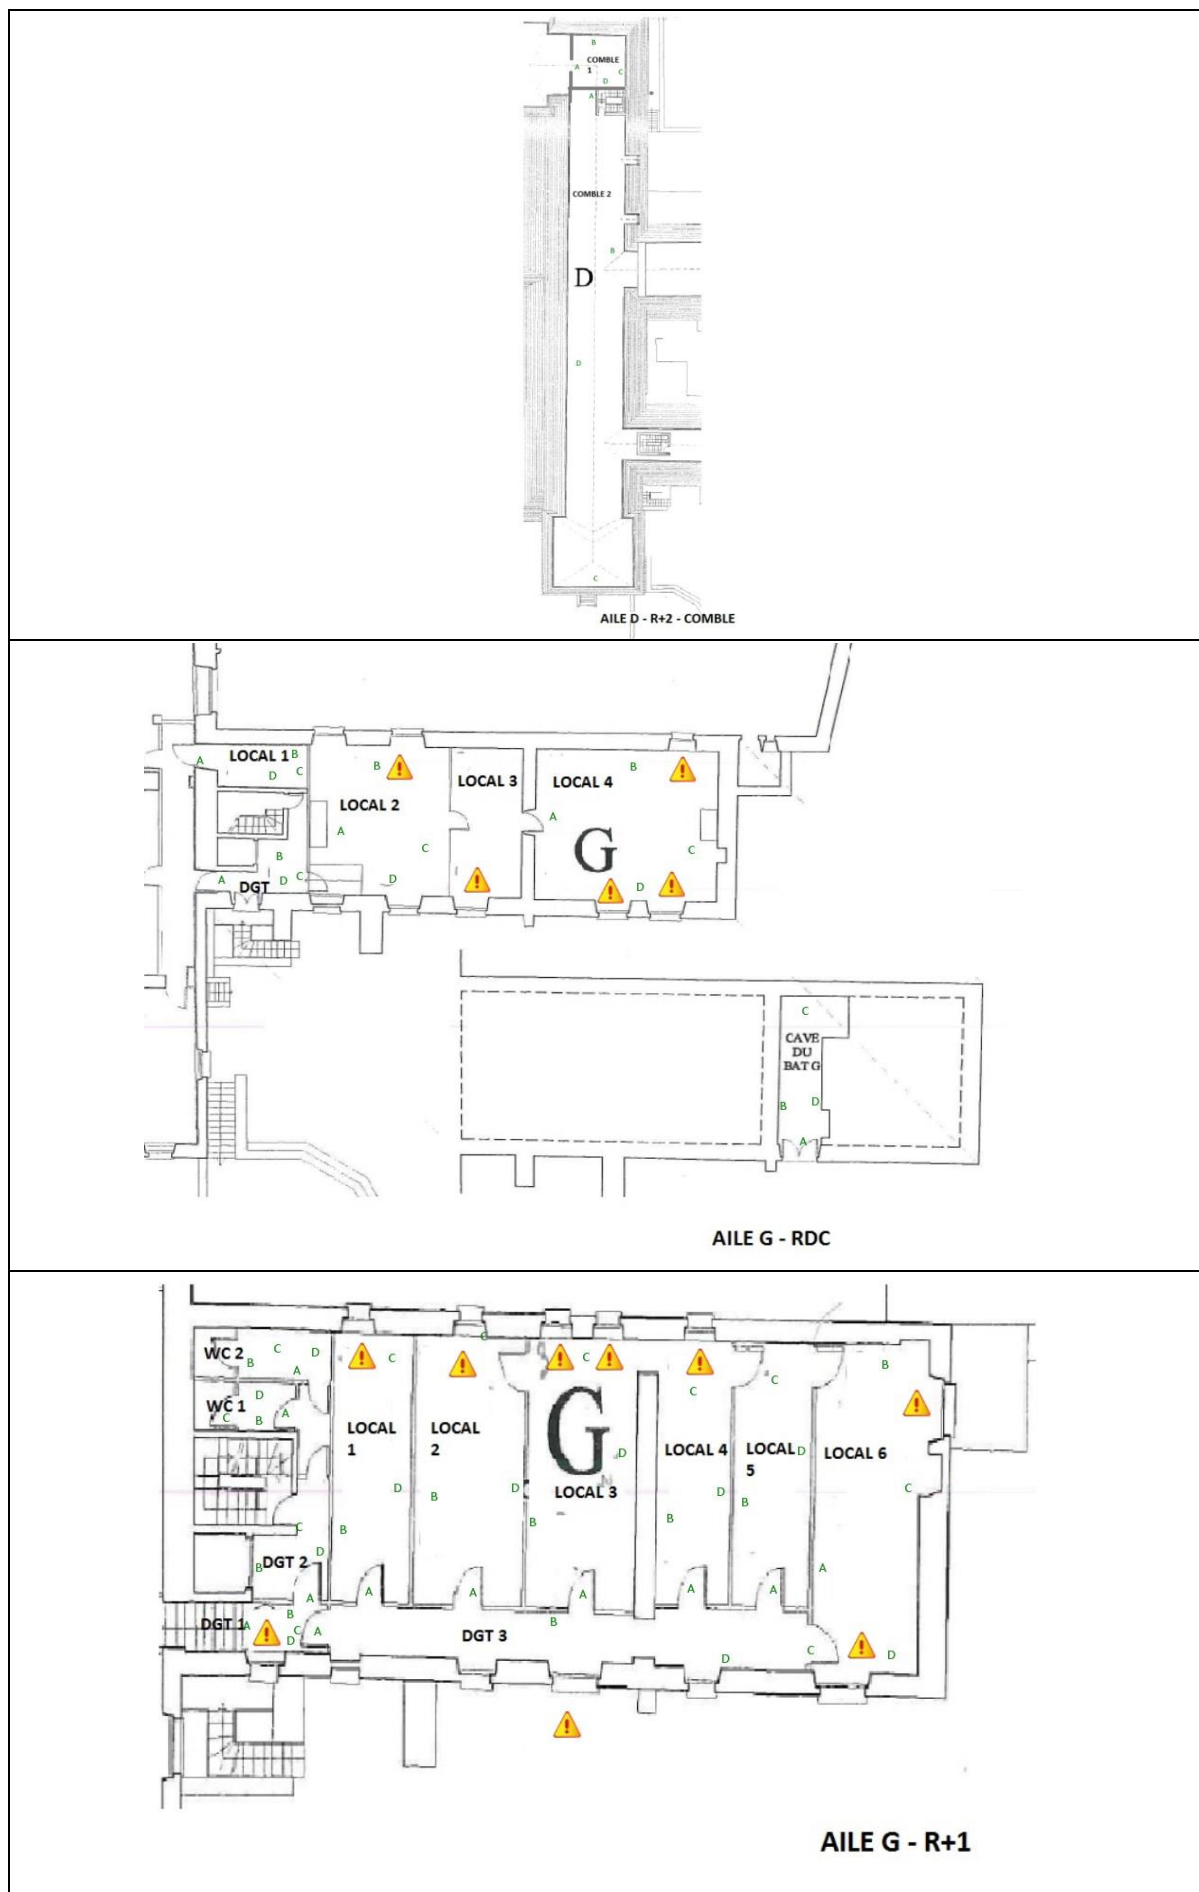 B
COMBLE
A
1
C
D
A
COMBLE 2
B
D
D
C
AILE D - R+2 - COMBLE
LOCAL 1
B
A
D
C
B
LOCAL 3
LOCAL 4
B
LOCAL 2
A
A
G
C
C
B
A
D
C
D
D
DGT
C
CAVE
DU
BAT G
B
D
A
AILE G - RDC
C
WC 2
C
D
B
A
C
C
B
WC 1
D
A
C
B
C
C
LOCAL
1
LOCAL
2
G
D
LOCAL 4
LOCAL
5
D
LOCAL 6
D
D
LOCAL 3
D
C
B
B
B
B
B
C
D
B
DGT 2
A
A
A
A
A
A
A
DGT 1
A
B
C
D
A
B
DGT 3
C
D
D
AILE G - R+1